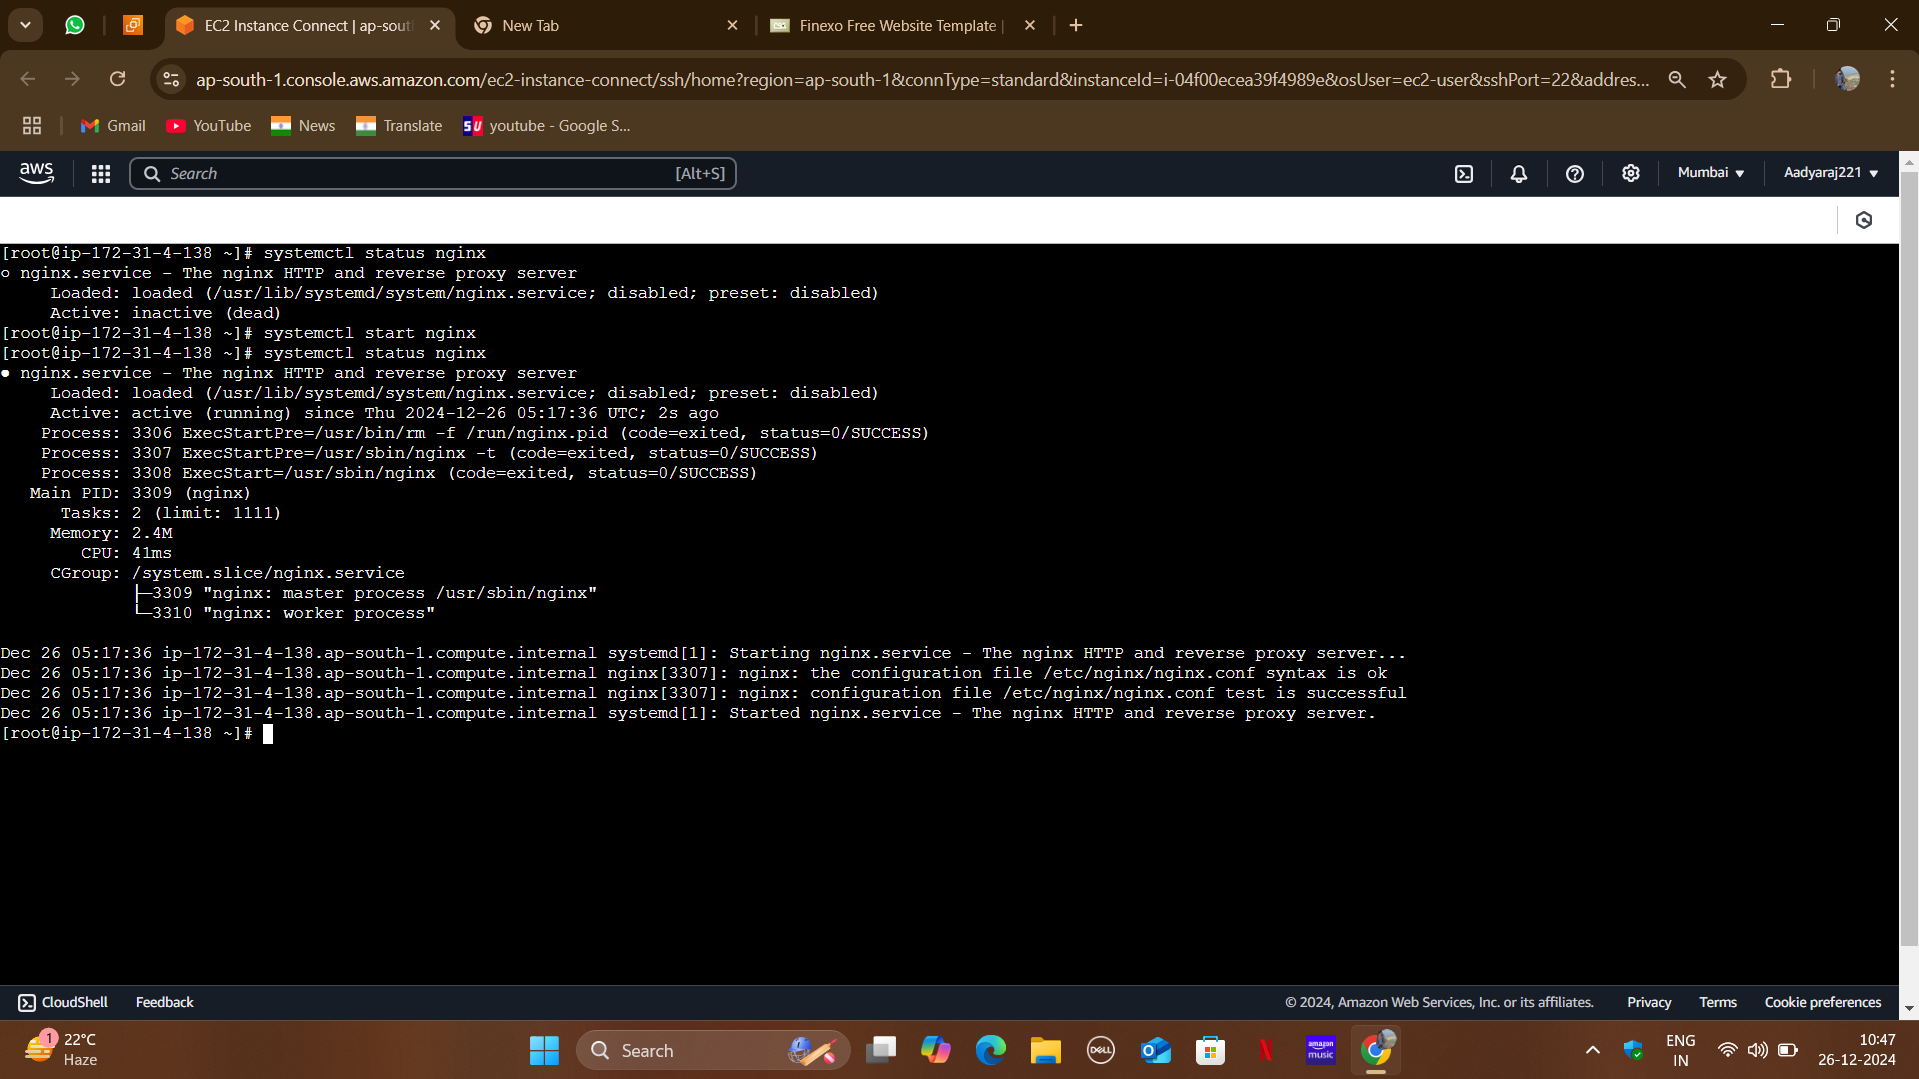 EC2 Instance Connect | ap-sout
New Tab
Finexo Free Website Template |
ap-south-1.console.aws.amazon.com/ec2-instance-connect/ssh/home?region=ap-south-1&connType=standard&instanceId=i-04f00ecea39f4989e&osUser=ec2-user&sshPort=22&addres...
Gmail
YouTube
News
Translate
SU youtube - Google S...
aws
Search
[Alt+S]
Mumbai
Aadyaraj221
[root@ip-172-31-4-138 ~]# systemctl status nginx
○ nginx.service - The nginx HTTP and reverse proxy server
Loaded: loaded (/usr/lib/systemd/system/nginx.service; disabled; preset: disabled)
Active: inactive (dead)
[root@ip-172-31-4-138 ~]# systemctl start nginx
[root@ip-172-31-4-138 ~]# systemctl status nginx
● nginx.service - The nginx HTTP and reverse proxy server
Loaded: loaded (/usr/lib/systemd/system/nginx.service; disabled; preset: disabled)
Active: active (running) since Thu 2024-12-26 05:17:36 UTC; 2s ago
Process: 3306 ExecStartPre=/usr/bin/rm -f /run/nginx.pid (code=exited, status=0/SUCCESS)
Process: 3307 ExecStartPre=/usr/sbin/nginx -t (code=exited, status=0/SUCCESS)
Process: 3308 ExecStart=/usr/sbin/nginx (code=exited, status=0/SUCCESS)
Main PID: 3309 (nginx)
Tasks: 2 (limit: 1111)
Memory: 2.4M
CPU: 41ms
CGroup: /system.slice/nginx.service
├─3309 "nginx: master process /usr/sbin/nginx"
└─3310 "nginx: worker process"
Dec 26 05:17:36 ip-172-31-4-138.ap-south-1.compute.internal systemd[1]: Starting nginx.service - The nginx HTTP and reverse proxy server...
Dec 26 05:17:36 ip-172-31-4-138.ap-south-1.compute.internal nginx[3307]: nginx: the configuration file /etc/nginx/nginx.conf syntax is ok
Dec 26 05:17:36 ip-172-31-4-138.ap-south-1.compute.internal nginx[3307]: nginx: configuration file /etc/nginx/nginx.conf test is successful
Dec 26 05:17:36 ip-172-31-4-138.ap-south-1.compute.internal systemd[1]: Started nginx.service - The nginx HTTP and reverse proxy server.
[root@ip-172-31-4-138 ~]#
CloudShell
Feedback
© 2024, Amazon Web Services, Inc. or its affiliates.
Privacy
Terms
Cookie preferences
1
22°C
Haze
Search
DELL
amazon
music
ENG
IN
10:47
26-12-2024